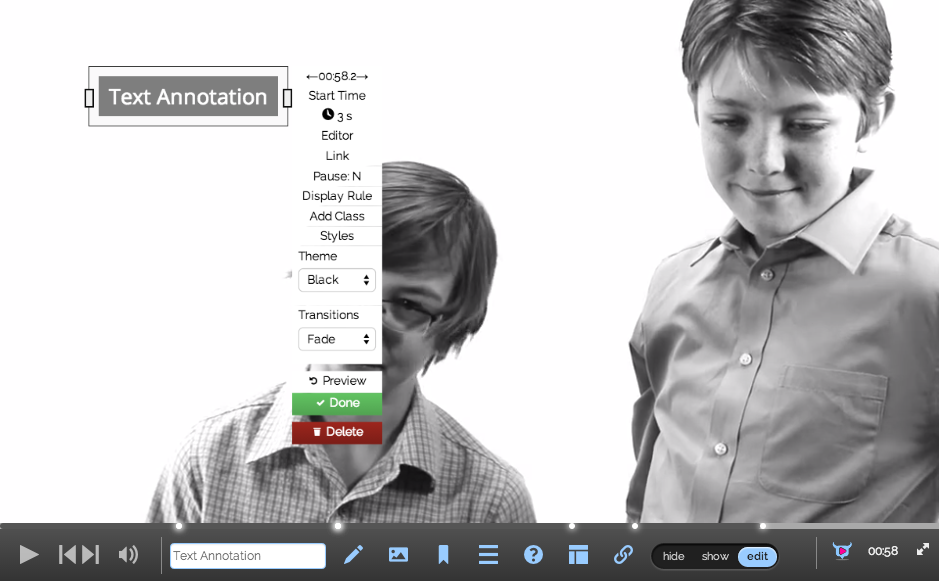 Text Annotation
←00:58.2→
Start Time
3 s
Editor
Link
Pause: N
Display Rule
Add Class
Styles
Theme
Black
Transitions
Fade
Preview
Done
Delete
Text Annotation
hide show edit
00:58